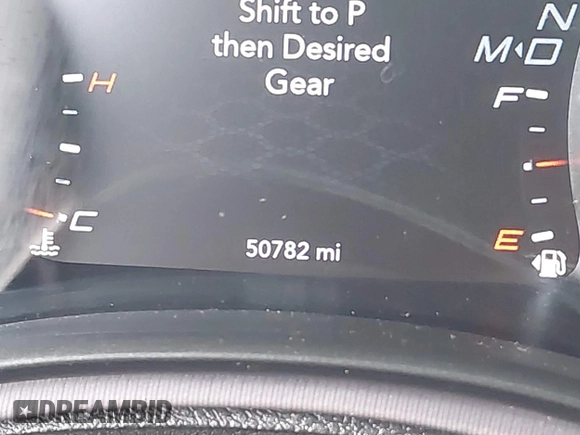 Shift to P
then Desired
Gear
N
M D
H
F
C
E
50782 mi
DREAMBID